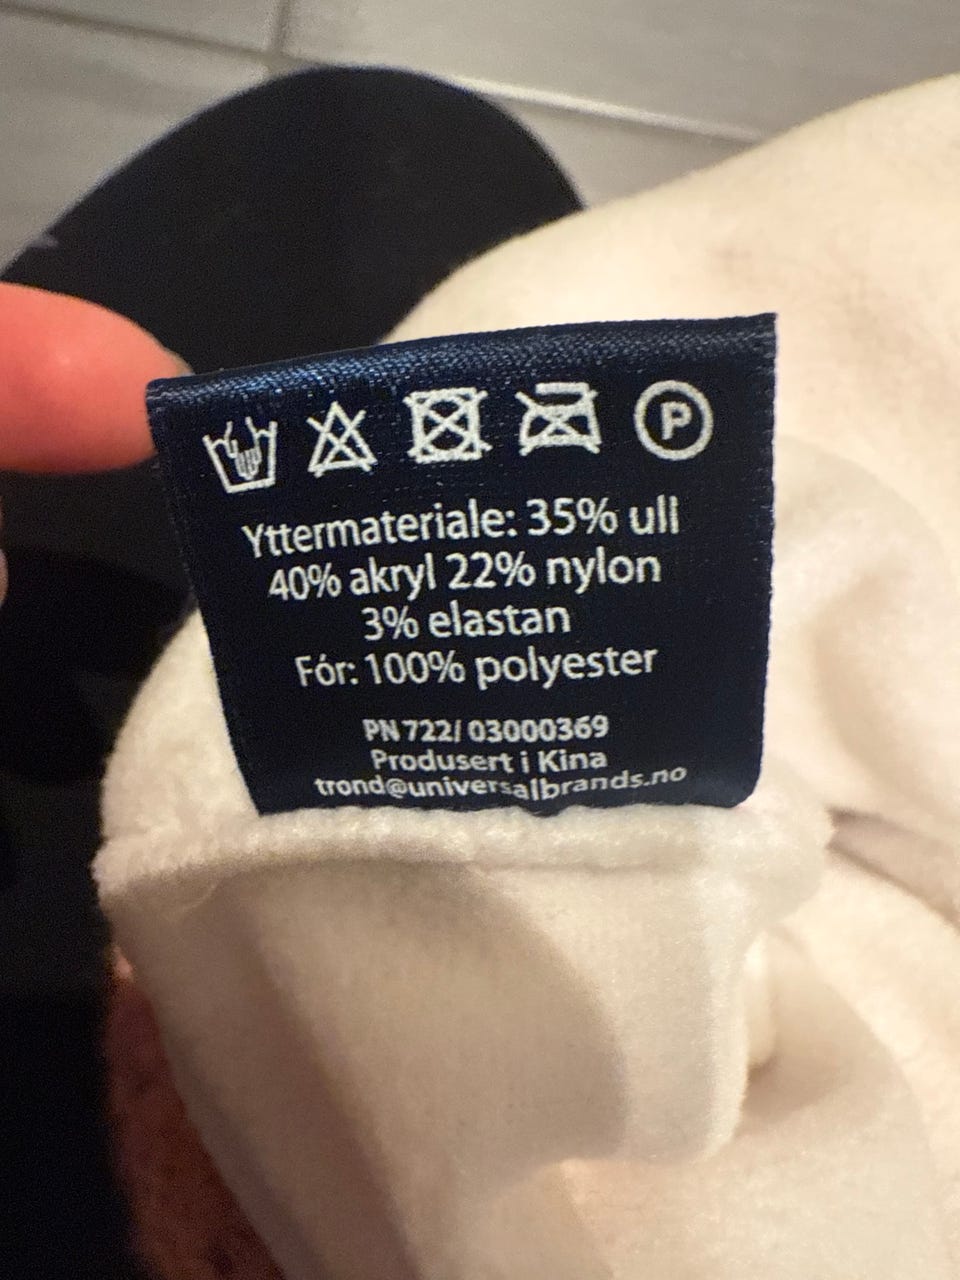 P
Yttermateriale: 35% ull
40% akryl 22% nylon
3% elastan
Fór: 100% polyester
PN 722/ 03000369
Produsert i Kina
trond@universalbrands.no